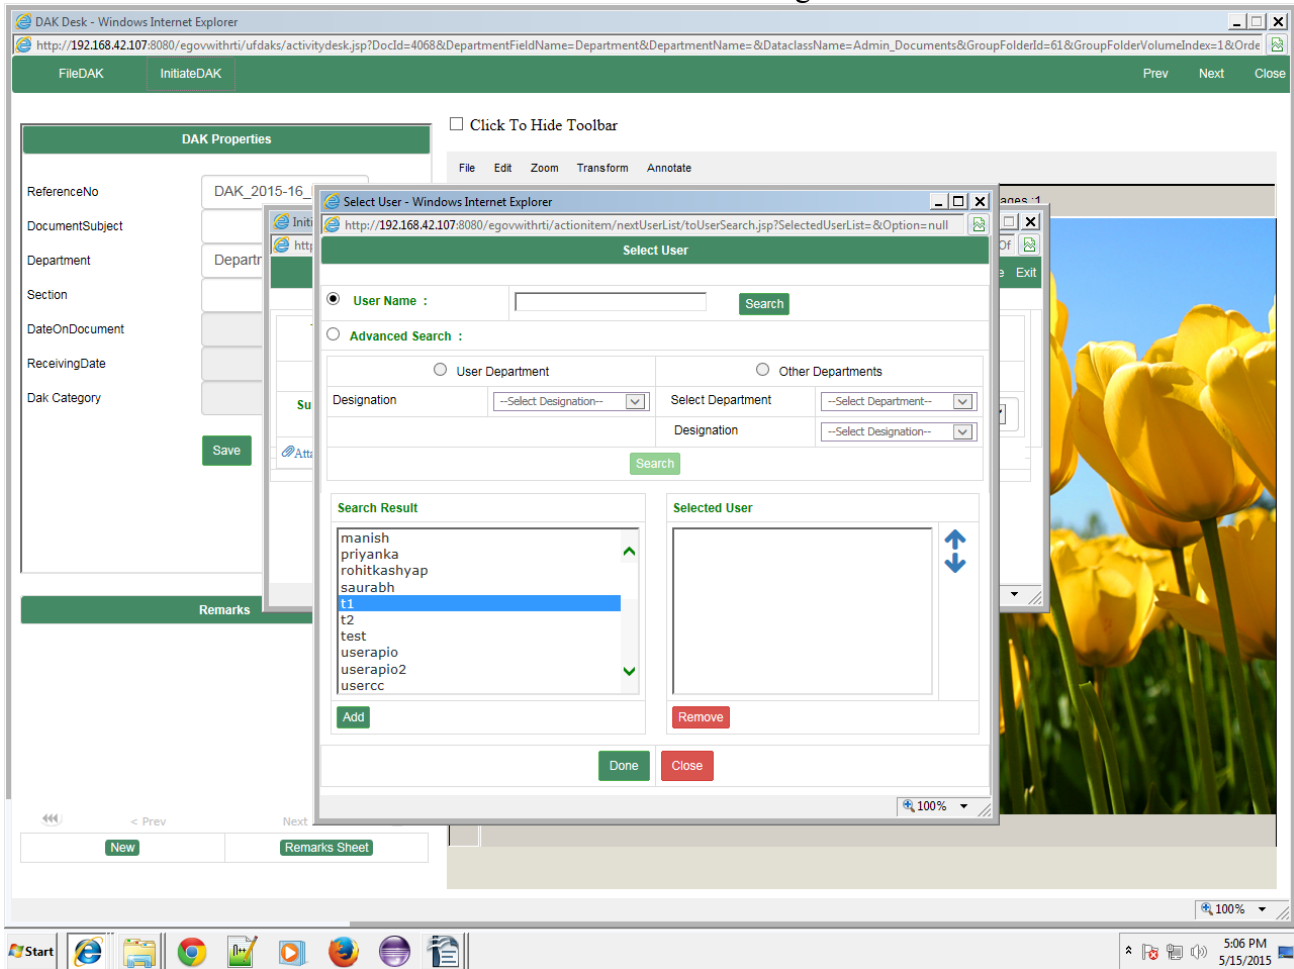 DAK Desk - Windows Internet Explorer
http://192.168.42.107:8080/egovwithrti/ufdaks/activitydesk.jsp?DocId=4068&DepartmentFieldName=Department&DepartmentName=&DataclassName=Admin_Documents&GroupFolderId=61&GroupFolderVolumeIndex=1&Orde
FileDAK InitiateDAK Prev Next Close
DAK Properties
Click To Hide Toolbar
File Edit Zoom Transform Annotate
ReferenceNo DAK_2015-16_
DocumentSubject
Department Departr
Section
DateOnDocument
ReceivingDate
Dak Category
Save
Initi
http
Exit
Su
Atta
ages :1
Select User - Windows Internet Explorer
http://192.168.42.107:8080/egovwithrti/actionitem/nextUserList/toUserSearch.jsp?SelectedUserList=&Option=null
Select User
User Name : Search
Advanced Search :
User Department Other Departments
Designation --Select Designation-- Select Department --Select Department--
Designation --Select Designation--
Search
Search Result Selected User
manish
priyanka
rohitkashyap
saurabh
t1
t2
test
userapio
userapio2
usercc
Add Remove
Done Close
100%
Remarks
< Prev Next
New Remarks Sheet
100%
Start 5:06 PM
5/15/2015